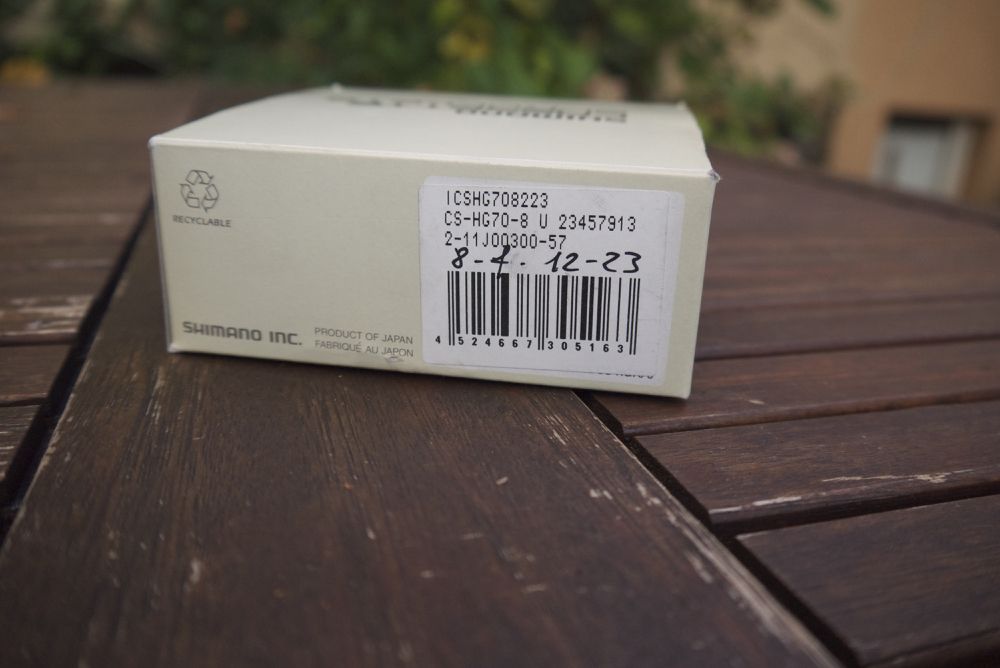 RECYCLABLE
SHIMANO INC.
PRODUCT OF JAPAN
FABRIQUÉ AU JAPON
ICSHG708223
CS-HG70-8 U 23457913
2-11J00300-57
8-f. 12-23
4 524667 305163